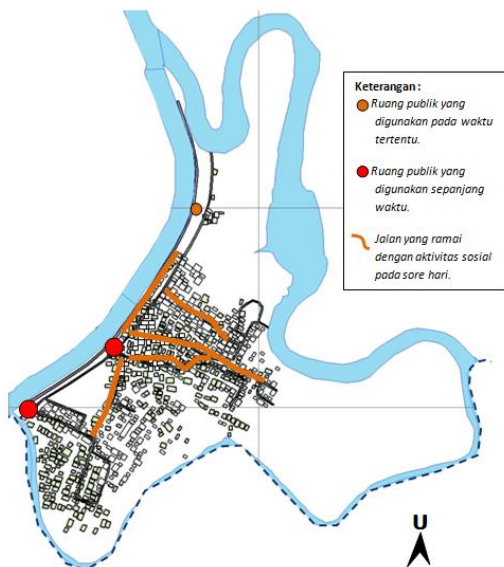 Keterangan :
Ruang publik yang
digunakan pada waktu
tertentu.
Ruang publik yang
digunakan sepanjang
waktu.
Jalan yang ramai
dengan aktivitas sosial
pada sore hari.
U